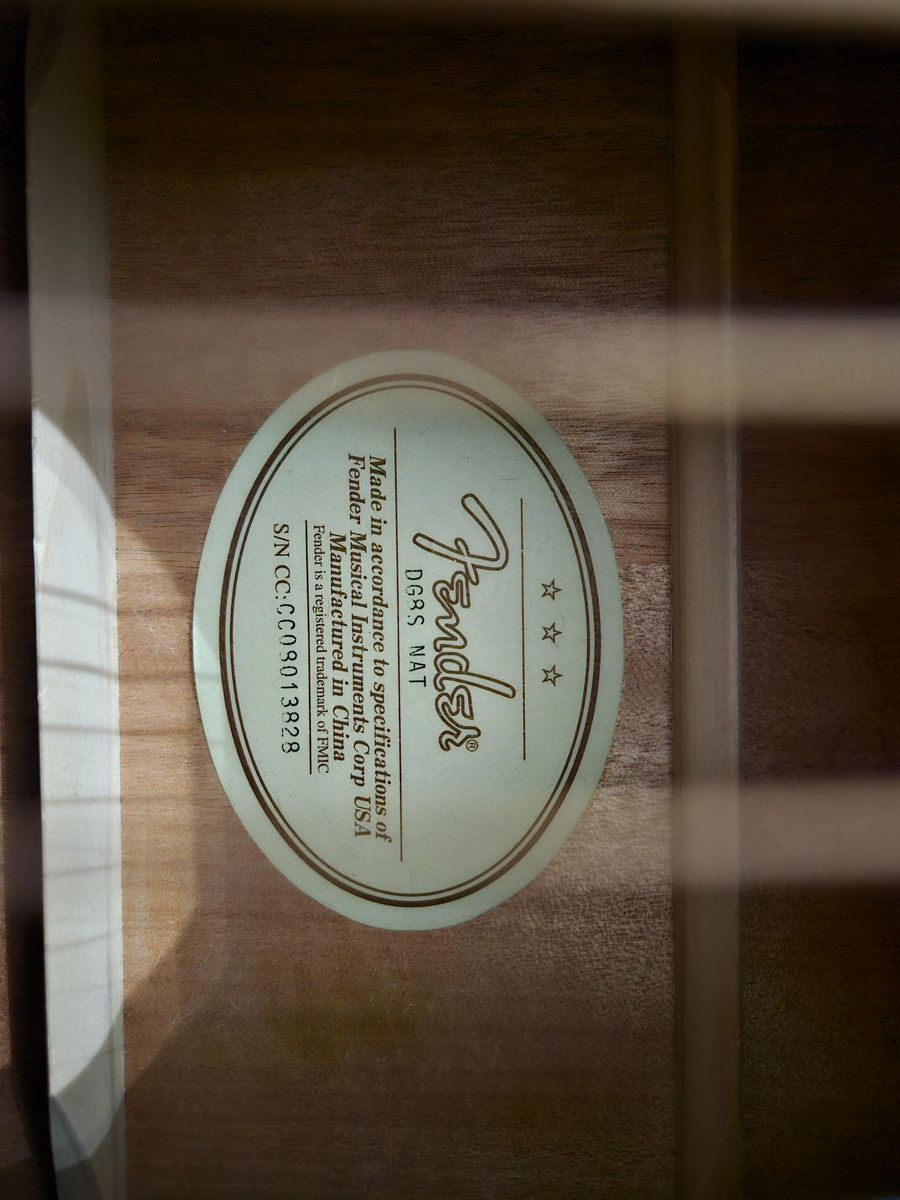 ☆ ☆ ☆
Fender®
DG8S NAT
Made in accordance to specifications of
Fender Musical Instruments Corp USA
Manufactured in China
Fender is a registered trademark of FMIC
S/N CC:CC08013828